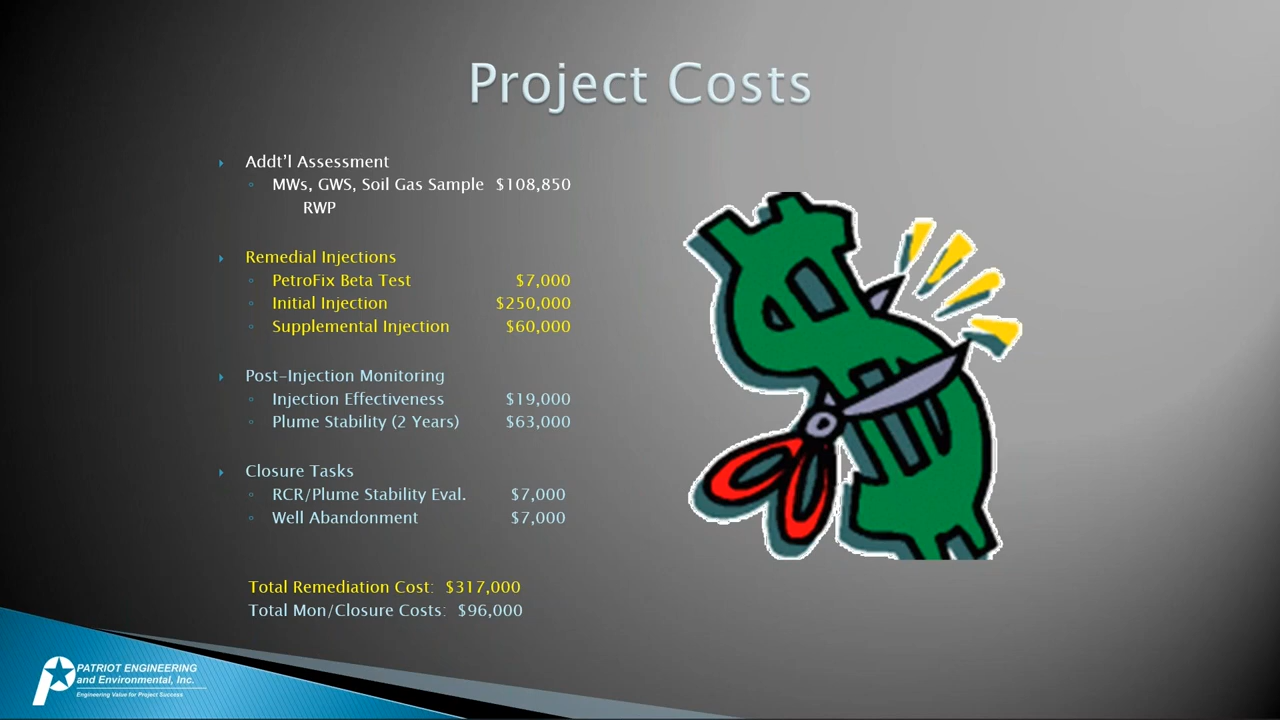 Project Costs
Addt'l Assessment
MWs, GWS, Soil Gas Sample $108,850
RWP
Remedial Injections
PetroFix Beta Test $7,000
Initial Injection $250,000
Supplemental Injection $60,000
Post-Injection Monitoring
Injection Effectiveness $19,000
Plume Stability (2 Years) $63,000
Closure Tasks
RCR/Plume Stability Eval. $7,000
Well Abandonment $7,000
Total Remediation Cost: $317,000
Total Mon/Closure Costs: $96,000
PATRIOT ENGINEERING
and Environmental, Inc.
Engineering Value for Project Success